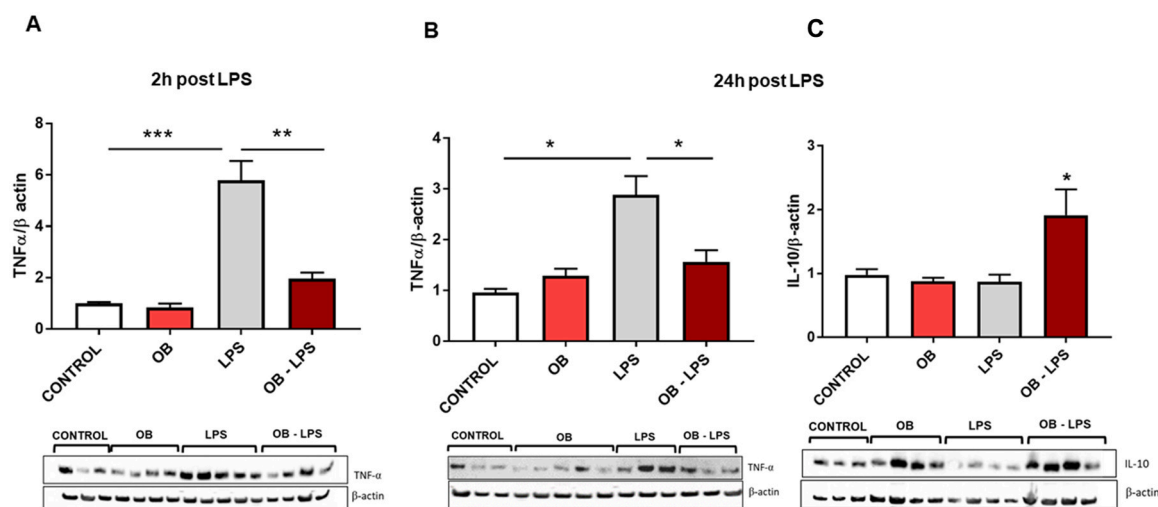 A
B
C
2h post LPS
24h post LPS
TNFα/β actin
8
6
4
2
0
***
**
CONTROL
OB
LPS
OB - LPS
TNFα/β-actin
4
3
2
1
0
*
*
CONTROL
OB
LPS
OB - LPS
IL-10/β-actin
3
2
1
0
*
CONTROL
OB
LPS
OB - LPS
CONTROL OB LPS OB - LPS
TNF-α
β-actin
CONTROL OB LPS OB - LPS
TNF-α
β-actin
CONTROL OB LPS OB - LPS
IL-10
β-actin